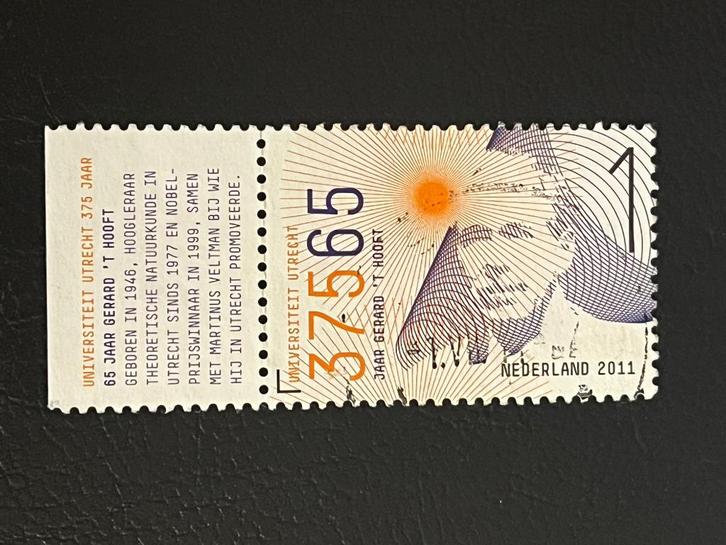 UNIVERSITEIT UTRECHT 375 JAAR
65 JAAR GERARD 'T HOOFT
GEBOREN IN 1946, HOOGLERAAR
THEORETISCHE NATUURKUNDE IN
UTRECHT SINDS 1977 EN NOBEL-
PRIJSWINNAAR IN 1999, SAMEN
MET MARTINUS VELTMAN BIJ WIE
HIJ IN UTRECHT PROMOVEERDE.
UNIVERSITEIT UTRECHT
37565
JAAR GERARD 'T HOOFT
1
NEDERLAND 2011